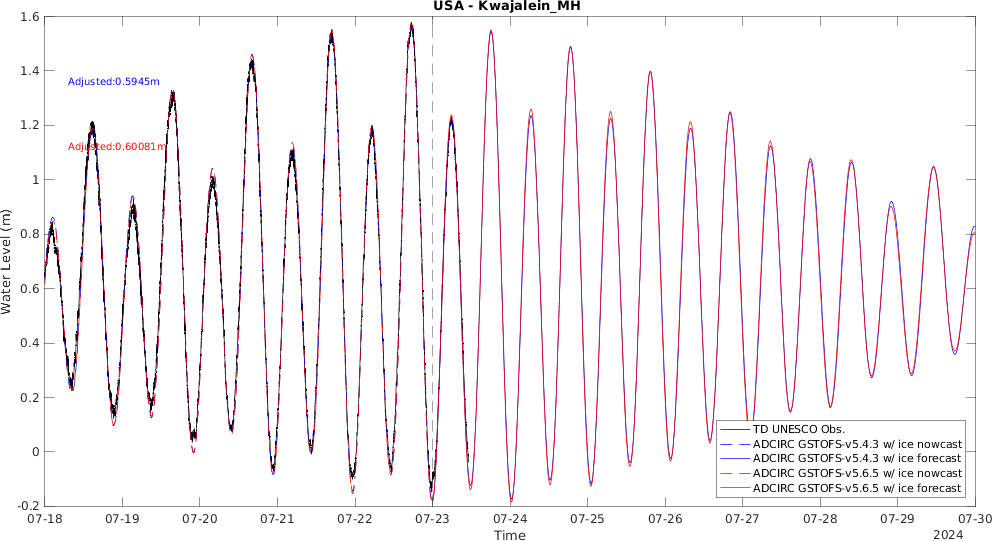 USA - Kwajalein_MH
1.6
1.4
1.2
1
0.8
0.6
0.4
0.2
0
-0.2
Water Level (m)
Adjusted:0.5945m
Adjusted:0.60081m
TD UNESCO Obs.
ADCIRC GSTOFS-v5.4.3 w/ ice nowcast
ADCIRC GSTOFS-v5.4.3 w/ ice forecast
ADCIRC GSTOFS-v5.6.5 w/ ice nowcast
ADCIRC GSTOFS-v5.6.5 w/ ice forecast
07-18 07-19 07-20 07-21 07-22 07-23 07-24 07-25 07-26 07-27 07-28 07-29 07-30
Time
2024